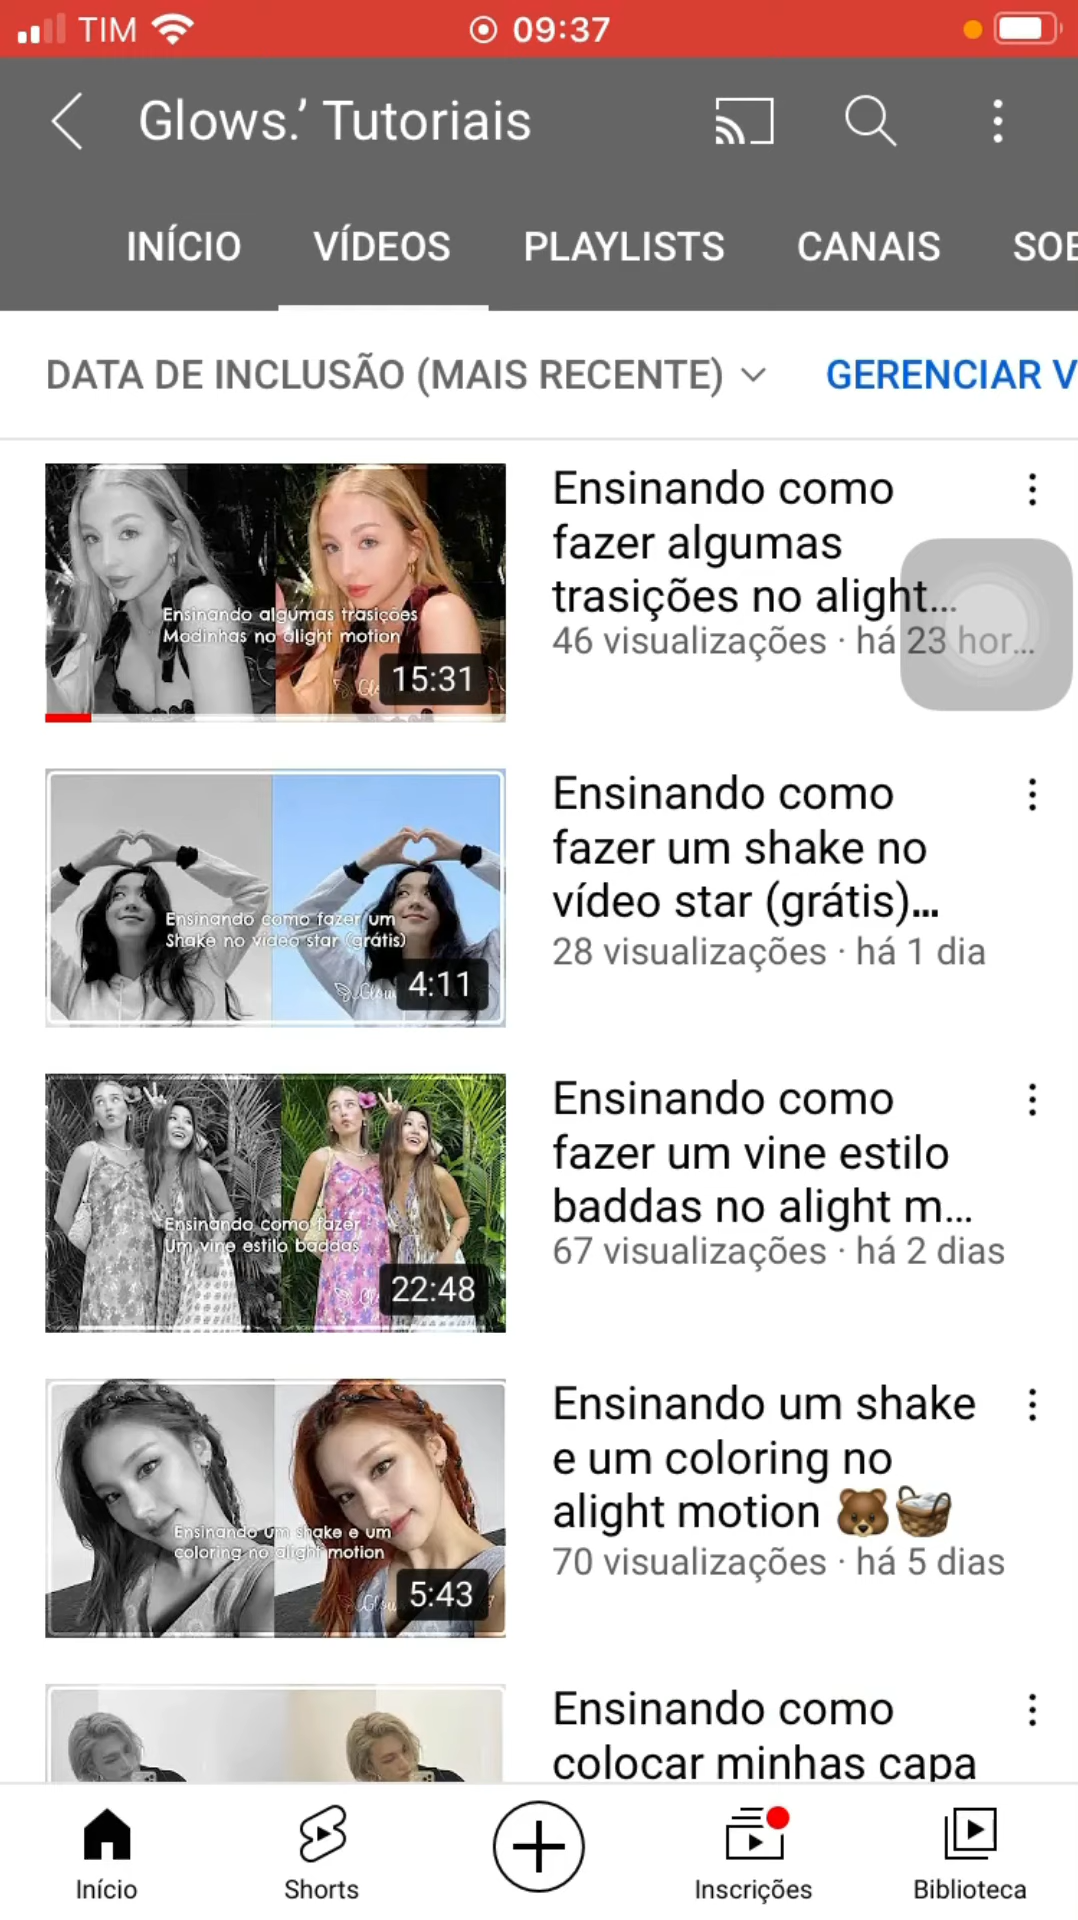 TIM 09:37
Glows.’ Tutoriais
INÍCIO VÍDEOS PLAYLISTS CANAIS SOB
DATA DE INCLUSÃO (MAIS RECENTE) GERENCIAR V
Ensinando algumas trasições
Modinhas no alight motion
15:31
Ensinando como
fazer algumas
trasições no alight...
46 visualizações · há 23 hor...
Ensinando como fazer um
Shake no vídeo star (grátis)
Glow
4:11
Ensinando como
fazer um shake no
vídeo star (grátis)...
28 visualizações · há 1 dia
Ensinando como fazer
Um vine estilo baddas
22:48
Ensinando como
fazer um vine estilo
baddas no alight m...
67 visualizações · há 2 dias
Ensinando um shake e um
coloring no alight motion
Glow
5:43
Ensinando um shake
e um coloring no
alight motion 🐻🧺
70 visualizações · há 5 dias
Ensinando como
colocar minhas capa
Início Shorts Inscrições Biblioteca